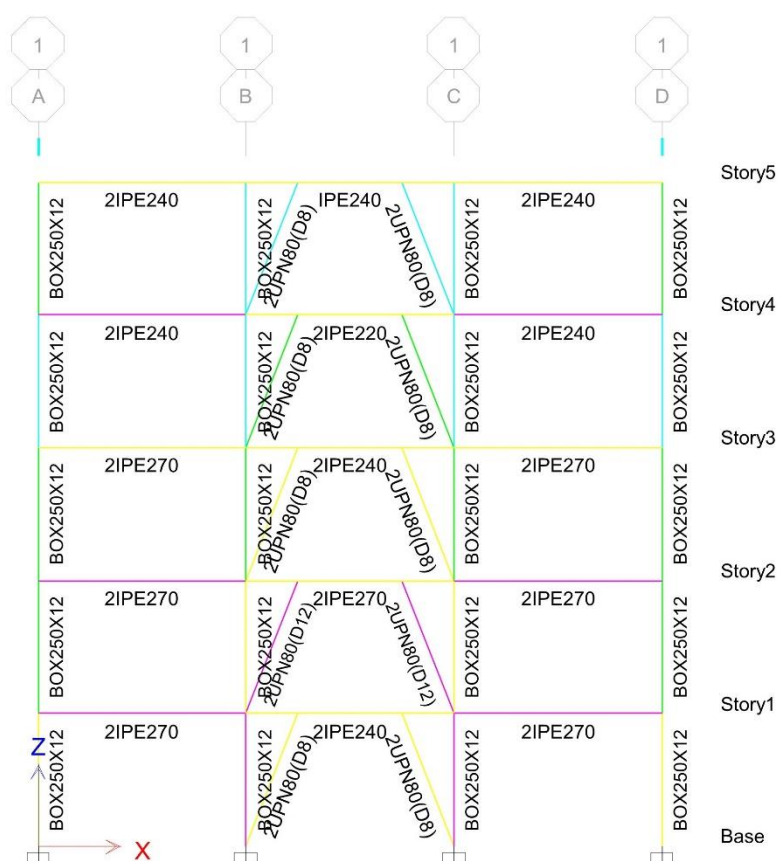 1 1 1 1
A B C D
Story5
2IPE240 IPE240 2IPE240
BOX250X12 BOX250X12 2UPN80(D8) 2UPN80(D8) BOX250X12 BOX250X12
Story4
2IPE240 2IPE220 2IPE240
BOX250X12 BOX250X12 2UPN80(D8) 2UPN80(D8) BOX250X12 BOX250X12
Story3
2IPE270 2IPE240 2IPE270
BOX250X12 BOX250X12 2UPN80(D8) 2UPN80(D8) BOX250X12 BOX250X12
Story2
2IPE270 2IPE270 2IPE270
BOX250X12 BOX250X12 2UPN80(D12) 2UPN80(D12) BOX250X12 BOX250X12
Story1
2IPE270 2IPE240 2IPE270
BOX250X12 BOX250X12 2UPN80(D8) 2UPN80(D8) BOX250X12 BOX250X12
Z
Base
X